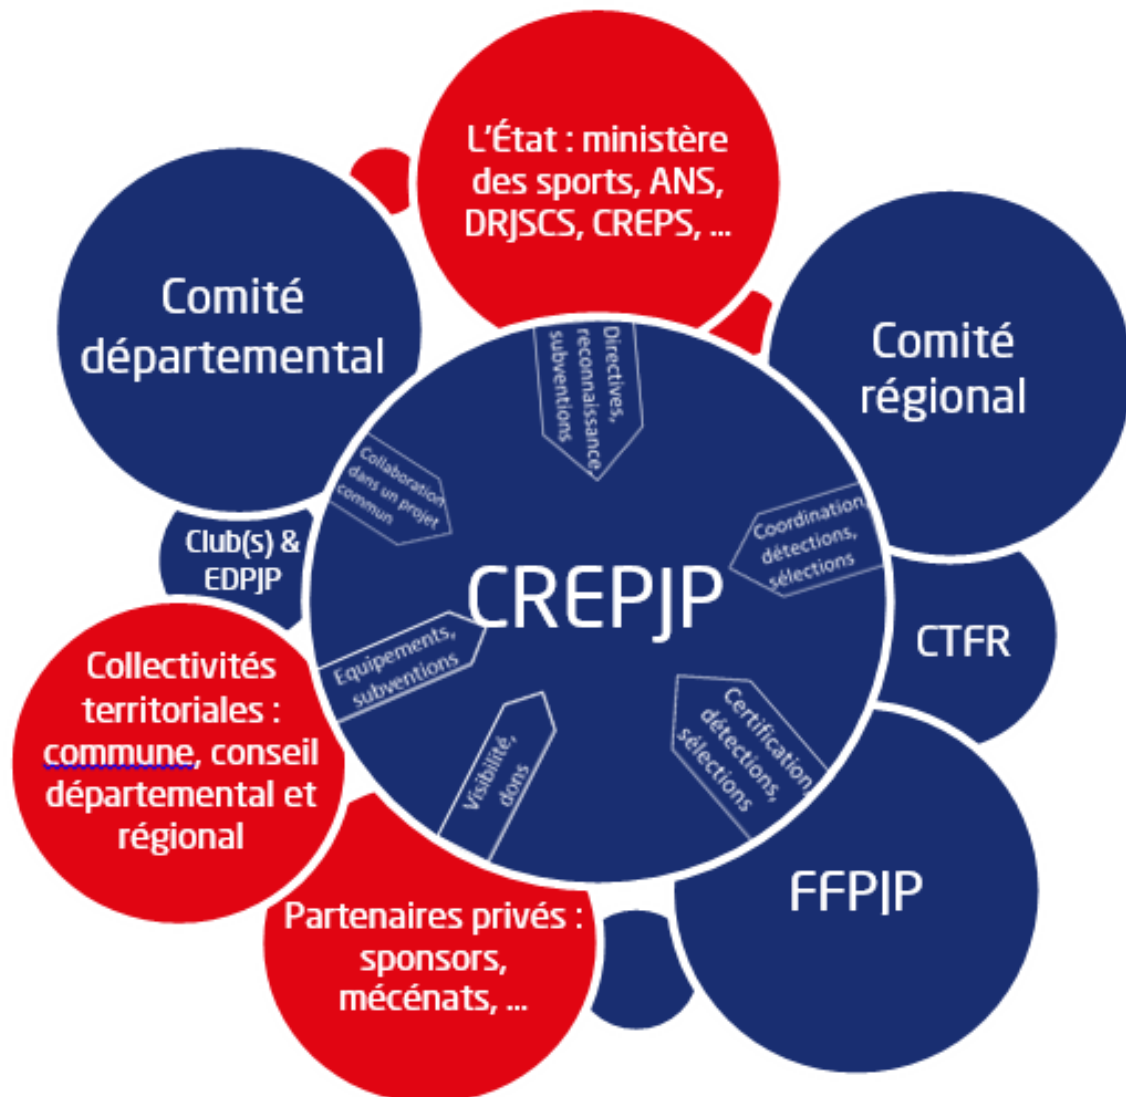 L'État : ministère
des sports, ANS,
DRJSCS, CREPS, ...
Comité
départemental
Comité
régional
Directives,
reconnaissance,
subventions
Collaboration
dans un projet
commun
Coordination,
détections,
sélections
Club(s) &
EDPJP
CREPJP
CTFR
Equipements,
subventions
Collectivités
territoriales :
commune, conseil
départemental et
régional
Visibilité,
dons
Certification,
détections,
sélections
FFPJP
Partenaires privés :
sponsors,
mécénats, ...